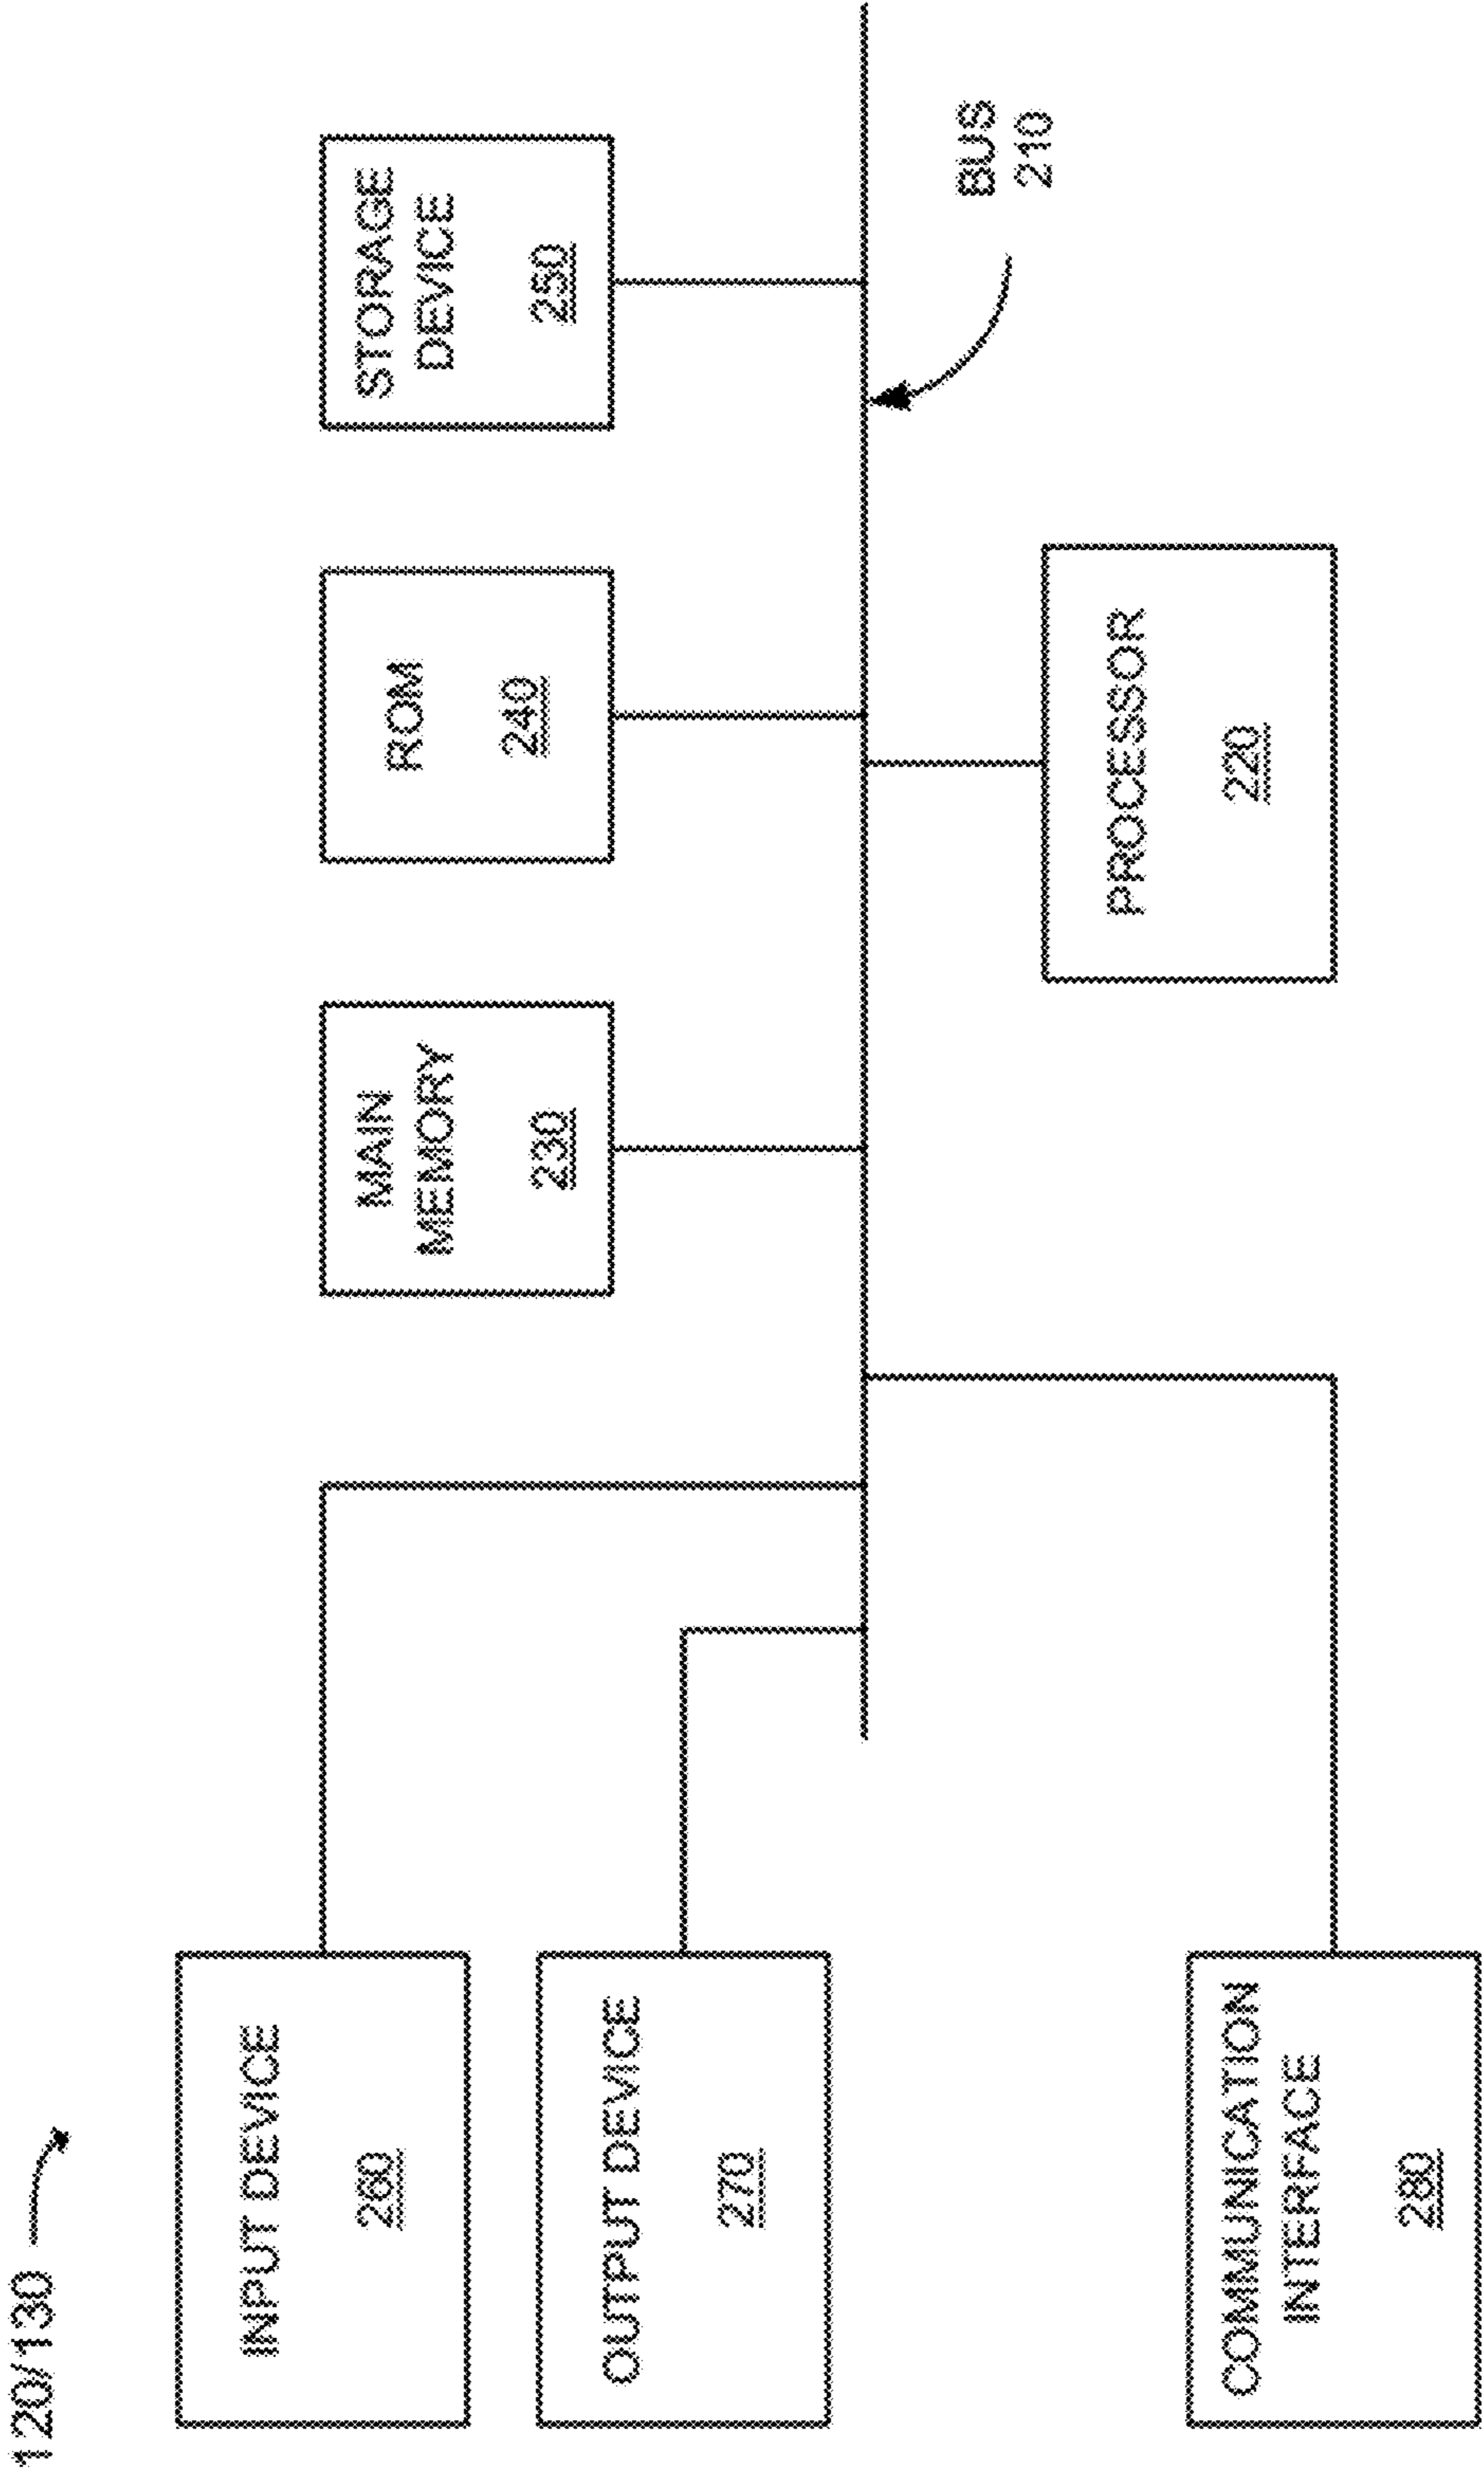 120/130
INPUT DEVICE
260
OUTPUT DEVICE
270
COMMUNICATION
INTERFACE
280
MAIN
MEMORY
230
ROM
240
STORAGE
DEVICE
250
PROCESSOR
220
BUS
210